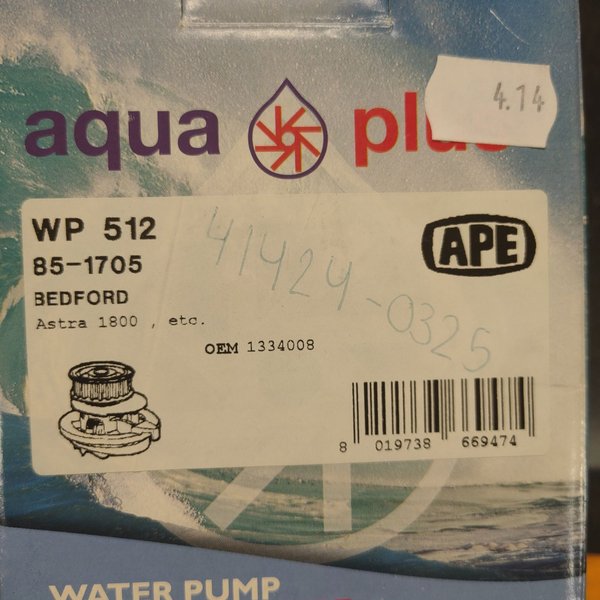 4.14
aqua plus
WP 512
85-1705
BEDFORD
Astra 1800 , etc.
41424-0325
APE
OEM 1334008
8 019738 669474
WATER PUMP